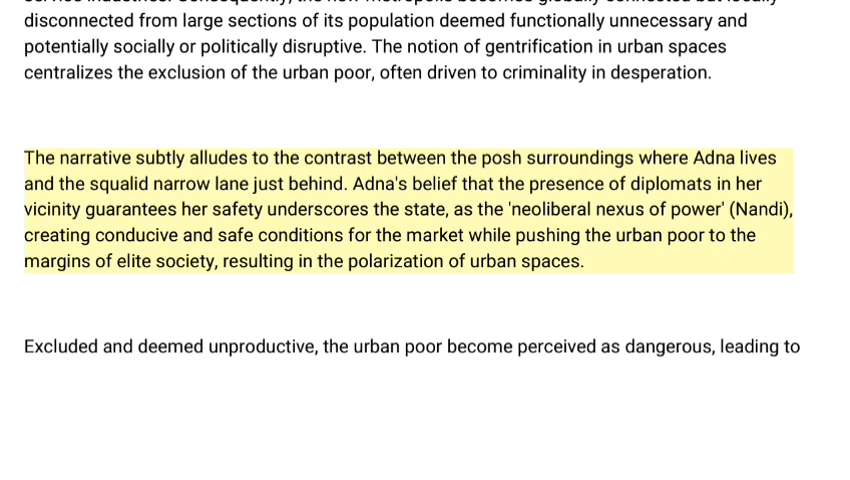 disconnected from large sections of its population deemed functionally unnecessary and
potentially socially or politically disruptive. The notion of gentrification in urban spaces
centralizes the exclusion of the urban poor, often driven to criminality in desperation.
The narrative subtly alludes to the contrast between the posh surroundings where Adna lives
and the squalid narrow lane just behind. Adna's belief that the presence of diplomats in her
vicinity guarantees her safety underscores the state, as the 'neoliberal nexus of power' (Nandi),
creating conducive and safe conditions for the market while pushing the urban poor to the
margins of elite society, resulting in the polarization of urban spaces.
Excluded and deemed unproductive, the urban poor become perceived as dangerous, leading to